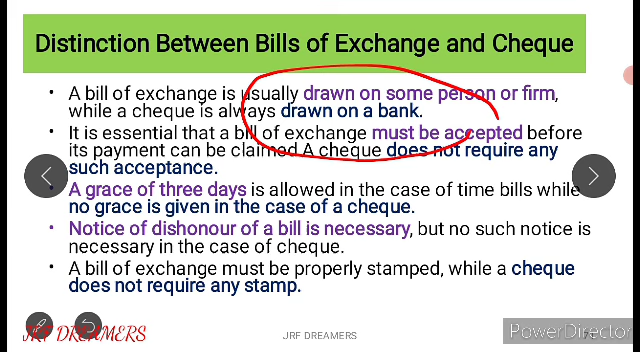 Distinction Between Bills of Exchange and Cheque
• A bill of exchange is usually drawn on some person or firm,
while a cheque is always drawn on a bank.
• It is essential that a bill of exchange must be accepted before
its payment can be claimed A cheque does not require any
such acceptance.
• A grace of three days is allowed in the case of time bills while
no grace is given in the case of a cheque.
• Notice of dishonour of a bill is necessary, but no such notice is
necessary in the case of cheque.
• A bill of exchange must be properly stamped, while a cheque
does not require any stamp.
JRF DREAMERS
JRF DREAMERS
PowerDirector